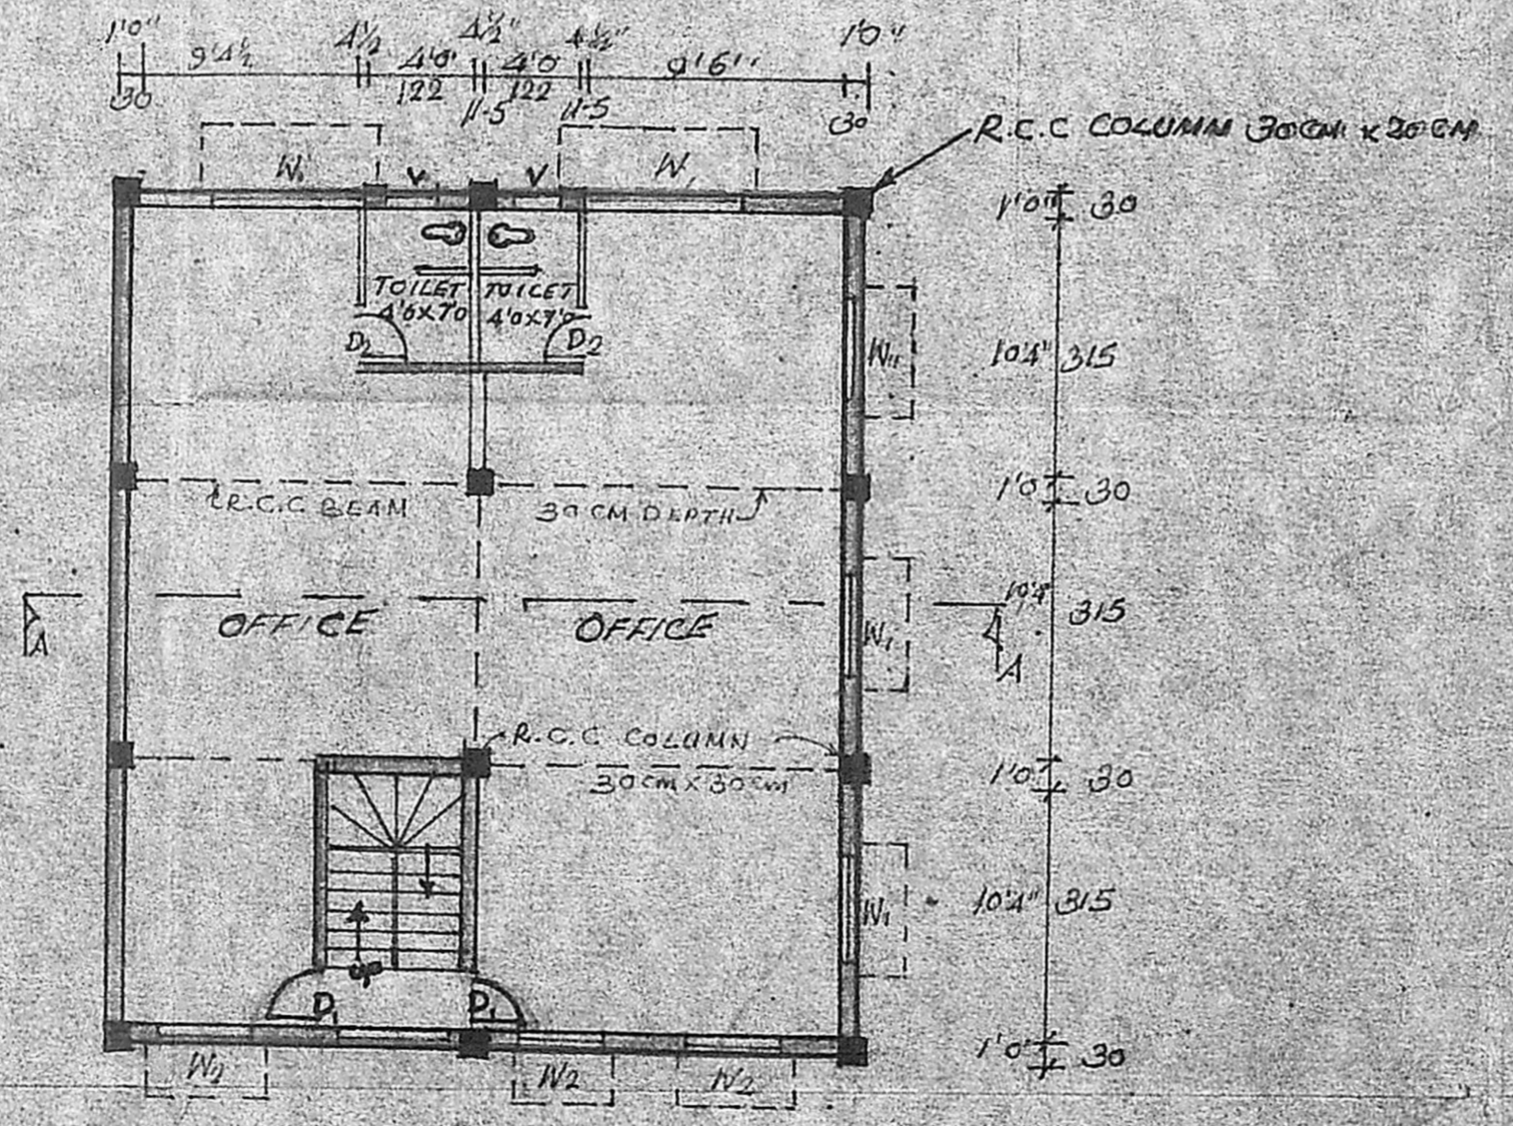 1'0" 9'4½ 4½ 4'0" 4½" 4'0 4½" 9'6" 1'0"
30 122 11.5 122 11.5 30
R.C.C COLUMN 30CM x 20CM
W1 V V W1
1'0" 30
TOILET TOILET
4'6x7'0 4'0x7'0
D2 D2
W1 10'4" 315
R.C.C BEAM 30CM DEPTH
1'0 30
A OFFICE OFFICE W1 10'4" 315
A
R.C.C COLUMN
30cm x 30cm
1'0 30
W1 10'4" 315
UP
D1 D1
W2 W2 W2
1'0" 30